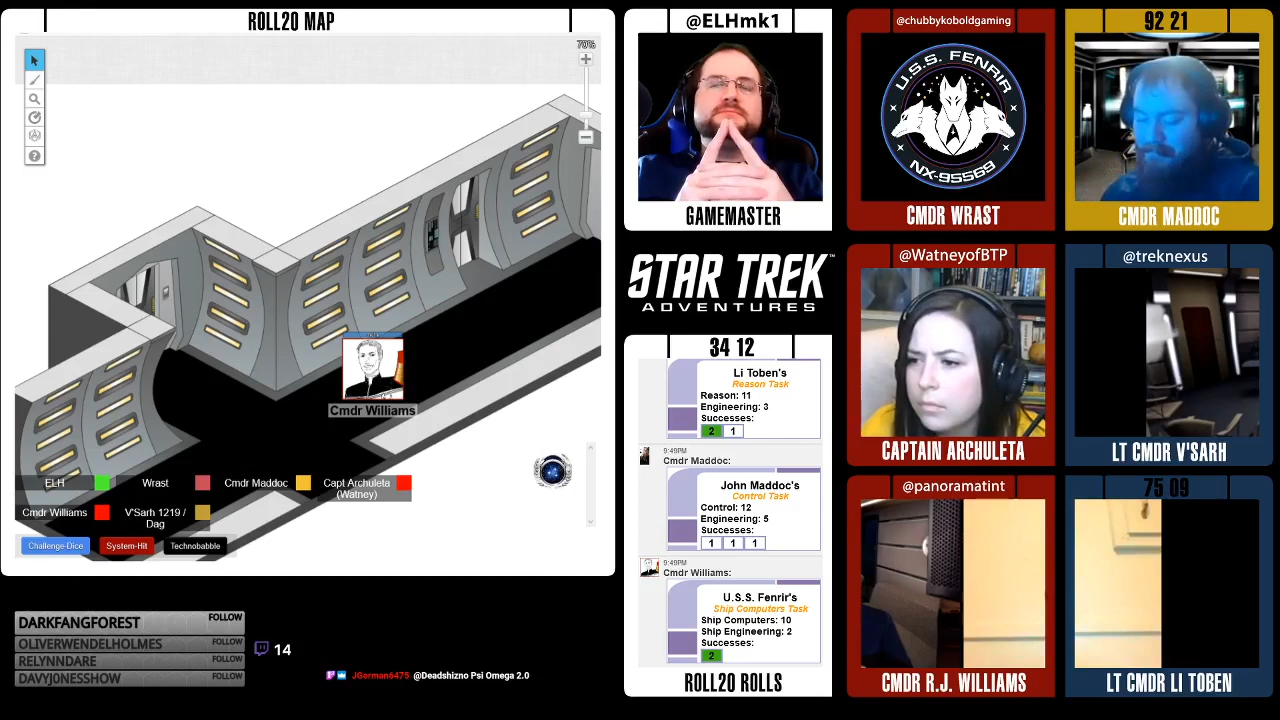 ROLL20 MAP
70%
Cmdr Williams
ELH
Wrast
Cmdr Maddoc
Capt Archuleta
(Watney)
Cmdr Williams
V'Sarh 1219 /
Dag
Challenge-Dice
System-Hit
Technobabble
DARKFANGFOREST
FOLLOW
OLIVERWENDELHOLMES
FOLLOW
RELYNNDARE
FOLLOW
DAVYJ0NESSHOW
FOLLOW
14
JGorman6475 @Deadshizno Psi Omega 2.0
@ELHmk1
GAMEMASTER
STAR TREK™
ADVENTURES
34 12
Li Toben's
Reason Task
Reason: 11
Engineering: 3
Successes:
2 1
9:49PM
Cmdr Maddoc:
John Maddoc's
Control Task
Control: 12
Engineering: 5
Successes:
1 1 1
9:49PM
Cmdr Williams:
U.S.S. Fenrir's
Ship Computers Task
Ship Computers: 10
Ship Engineering: 2
Successes:
2
ROLL20 ROLLS
@chubbykoboldgaming
U.S.S. FENRIR
NX-95569
CMDR WRAST
92 21
CMDR MADDOC
@WatneyofBTP
CAPTAIN ARCHULETA
@treknexus
LT CMDR V'SARH
@panoramatint
CMDR R.J. WILLIAMS
75 09
LT CMDR LI TOBEN